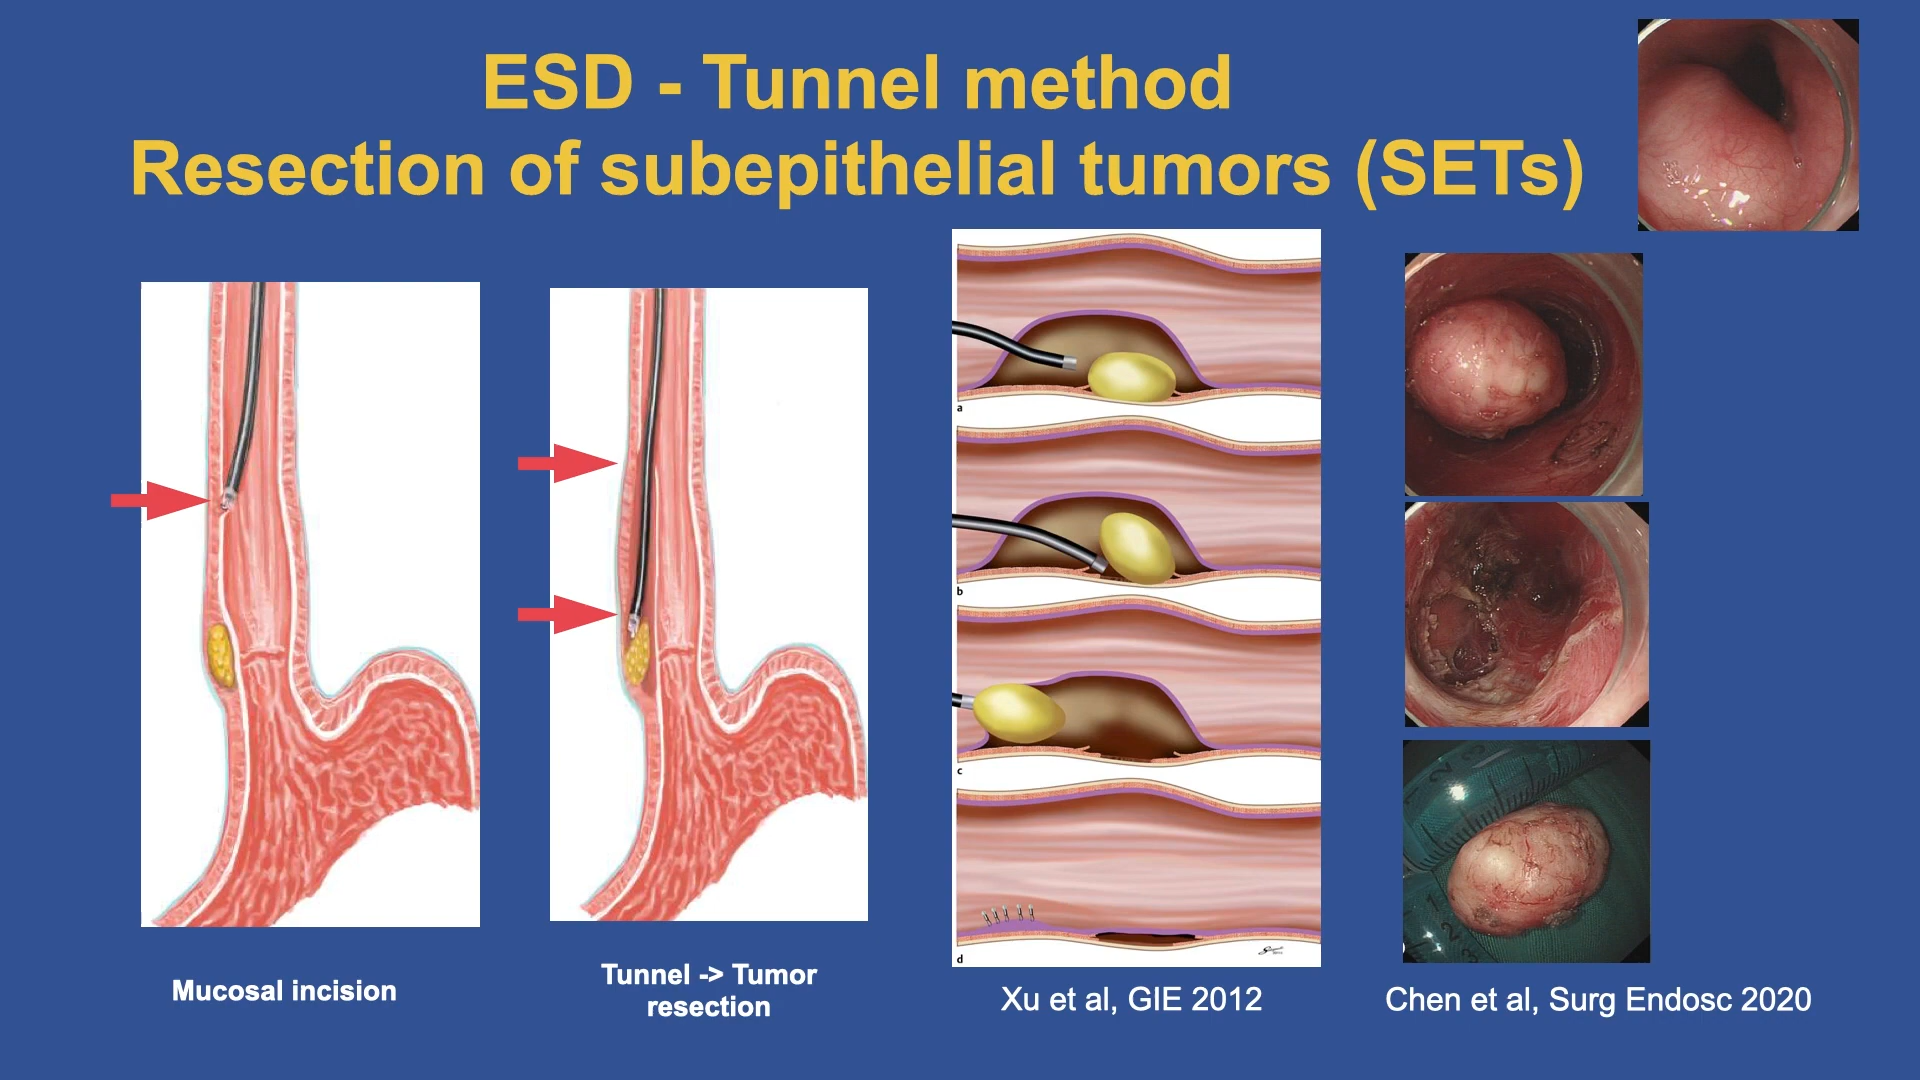 ESD - Tunnel method
Resection of subepithelial tumors (SETs)
a
b
c
d
Mucosal incision
Tunnel -> Tumor
resection
Xu et al, GIE 2012
Chen et al, Surg Endosc 2020